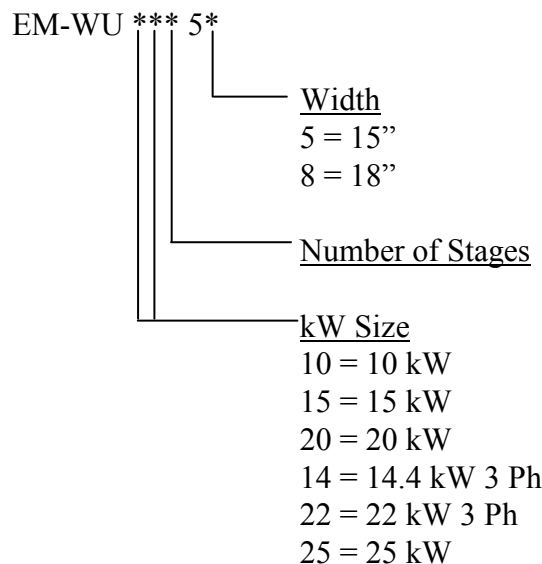 EM-WU *** 5*
Width
5 = 15”
8 = 18”
Number of Stages
kW Size
10 = 10 kW
15 = 15 kW
20 = 20 kW
14 = 14.4 kW 3 Ph
22 = 22 kW 3 Ph
25 = 25 kW